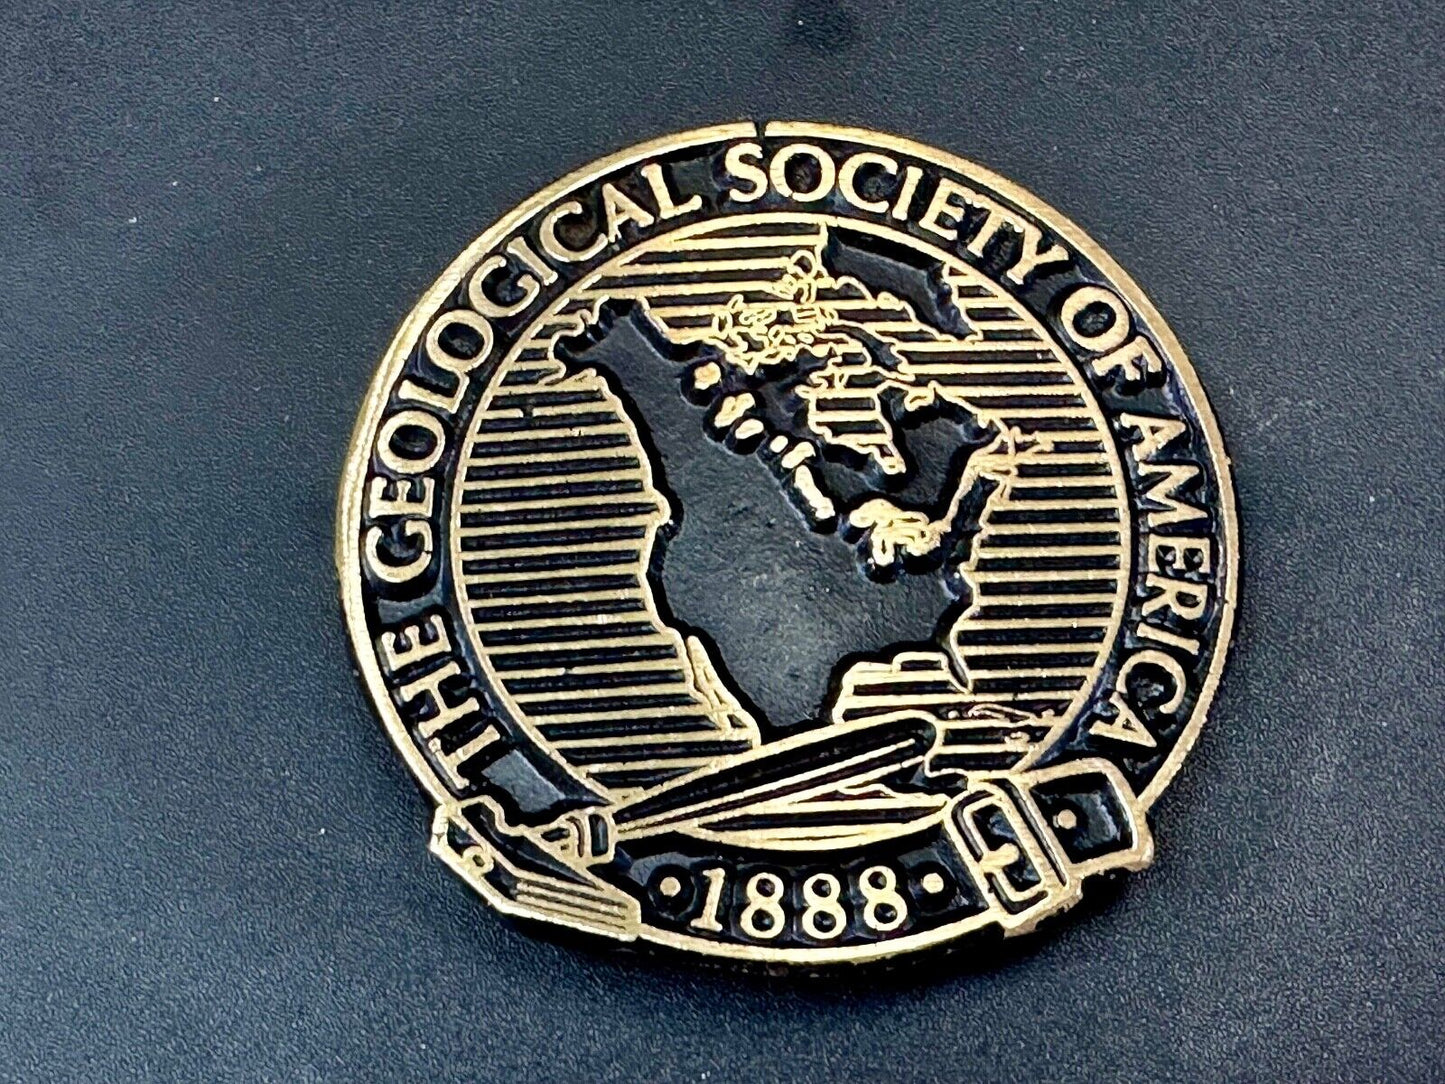 THE GEOLOGICAL SOCIETY OF AMERICA
• 1888 •